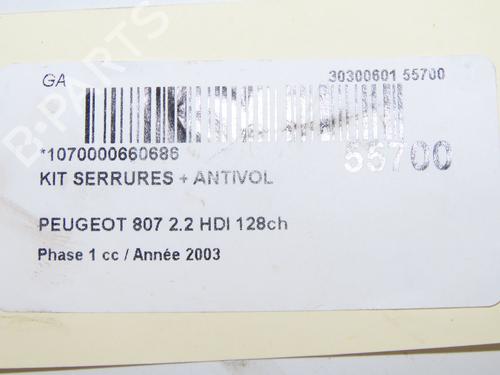 GA
30300601 55700
*1070000660686
55700
KIT SERRURES + ANTIVOL
PEUGEOT 807 2.2 HDI 128ch
Phase 1 cc / Année 2003
B-PARTS